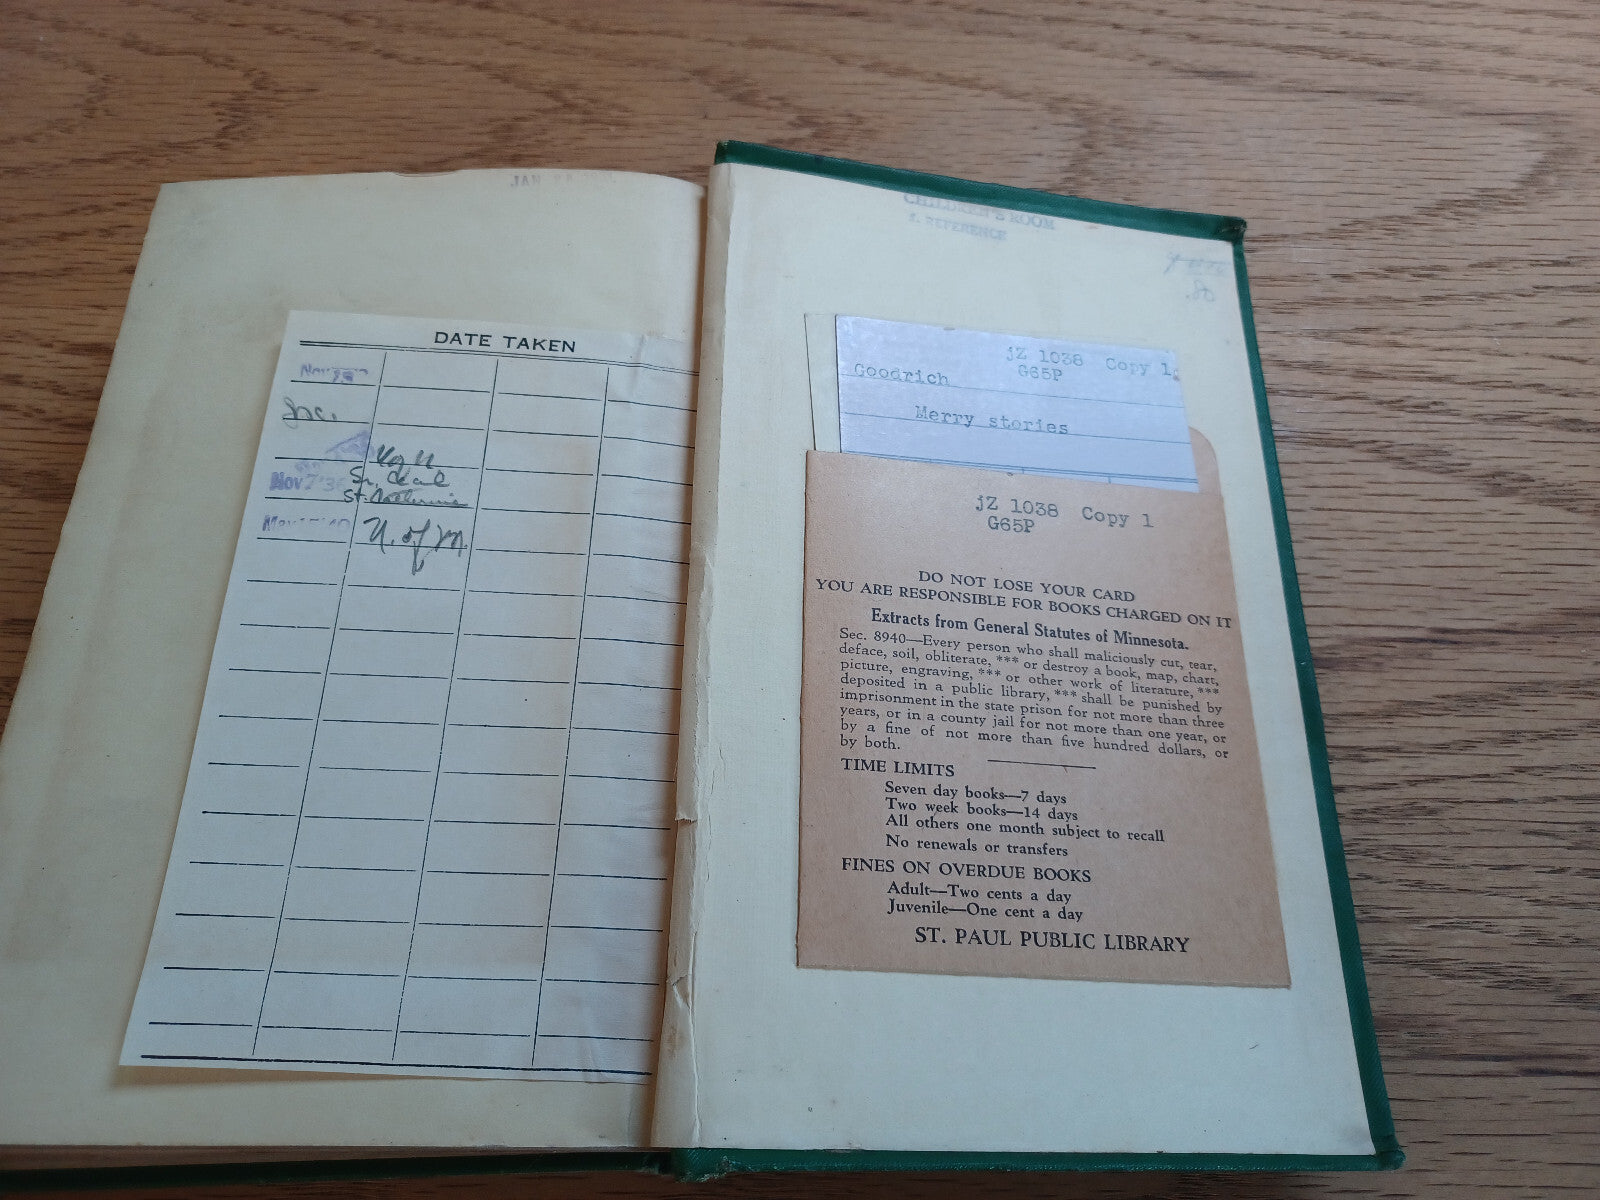 DATE TAKEN
Inc.
Nov 7 '3
U. of M.
CHILDREN'S ROOM
REFERENCE
.80
jZ 1038 Copy 1
Goodrich G65P
Merry stories
jZ 1038 Copy 1
G65P
DO NOT LOSE YOUR CARD
YOU ARE RESPONSIBLE FOR BOOKS CHARGED ON IT
Extracts from General Statutes of Minnesota.
Sec. 8940—Every person who shall maliciously cut, tear,
deface, soil, obliterate, *** or destroy a book, map, chart,
picture, engraving, *** or other work of literature, ***
deposited in a public library, *** shall be punished by
imprisonment in the state prison for not more than three
years, or in a county jail for not more than one year, or
by a fine of not more than five hundred dollars, or
by both.
TIME LIMITS
Seven day books—7 days
Two week books—14 days
All others one month subject to recall
No renewals or transfers
FINES ON OVERDUE BOOKS
Adult—Two cents a day
Juvenile—One cent a day
ST. PAUL PUBLIC LIBRARY